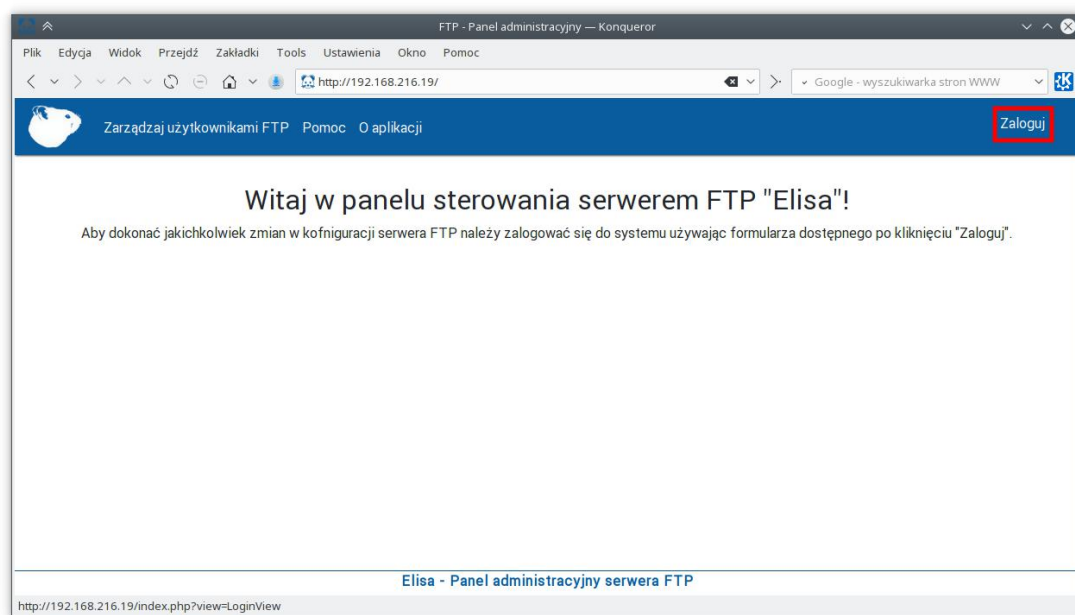 FTP - Panel administracyjny — Konqueror
Plik Edycja Widok Przejdź Zakładki Tools Ustawienia Okno Pomoc
http://192.168.216.19/ Google - wyszukiwarka stron WWW
Zarządzaj użytkownikami FTP Pomoc O aplikacji Zaloguj
Witaj w panelu sterowania serwerem FTP "Elisa"!
Aby dokonać jakichkolwiek zmian w kofniguracji serwera FTP należy zalogować się do systemu używając formularza dostępnego po kliknięciu "Zaloguj".
Elisa - Panel administracyjny serwera FTP
http://192.168.216.19/index.php?view=LoginView